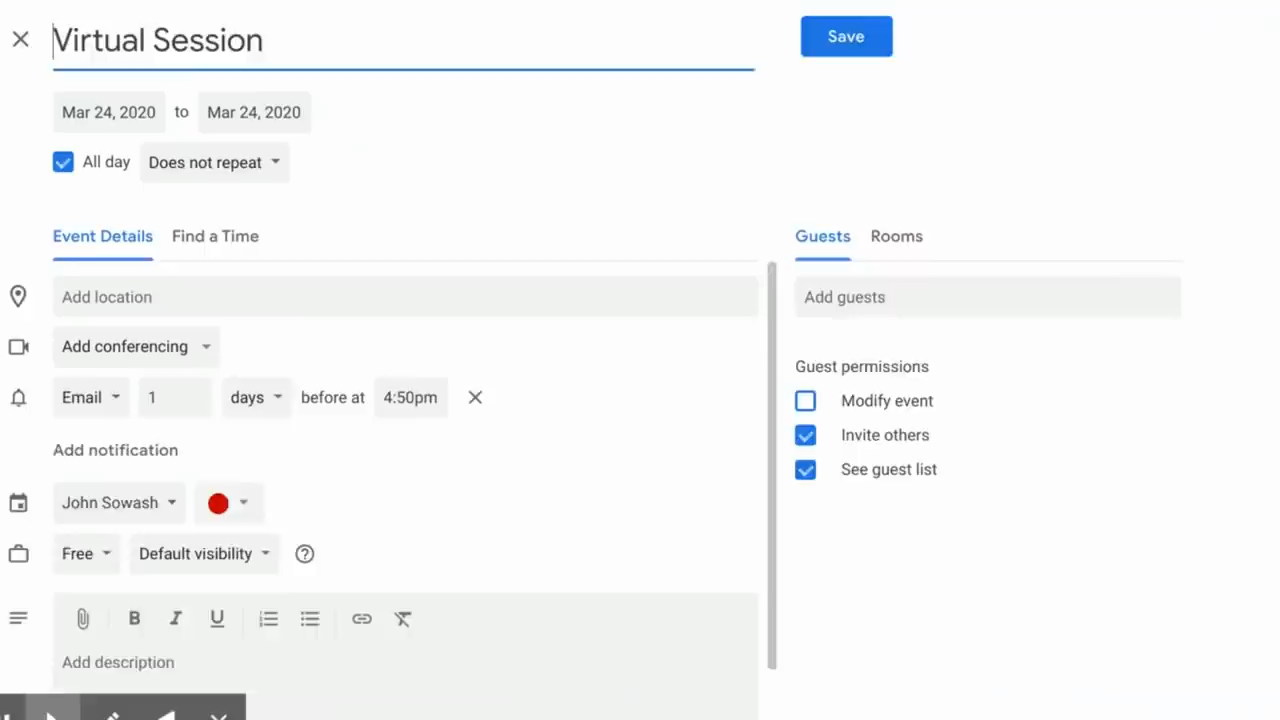 Virtual Session
Save
Mar 24, 2020 to Mar 24, 2020
All day Does not repeat
Event Details Find a Time
Guests Rooms
Add location
Add guests
Add conferencing
Guest permissions
Email 1 days before at 4:50pm
Modify event
Invite others
Add notification
See guest list
John Sowash
Free Default visibility
B I U
Add description